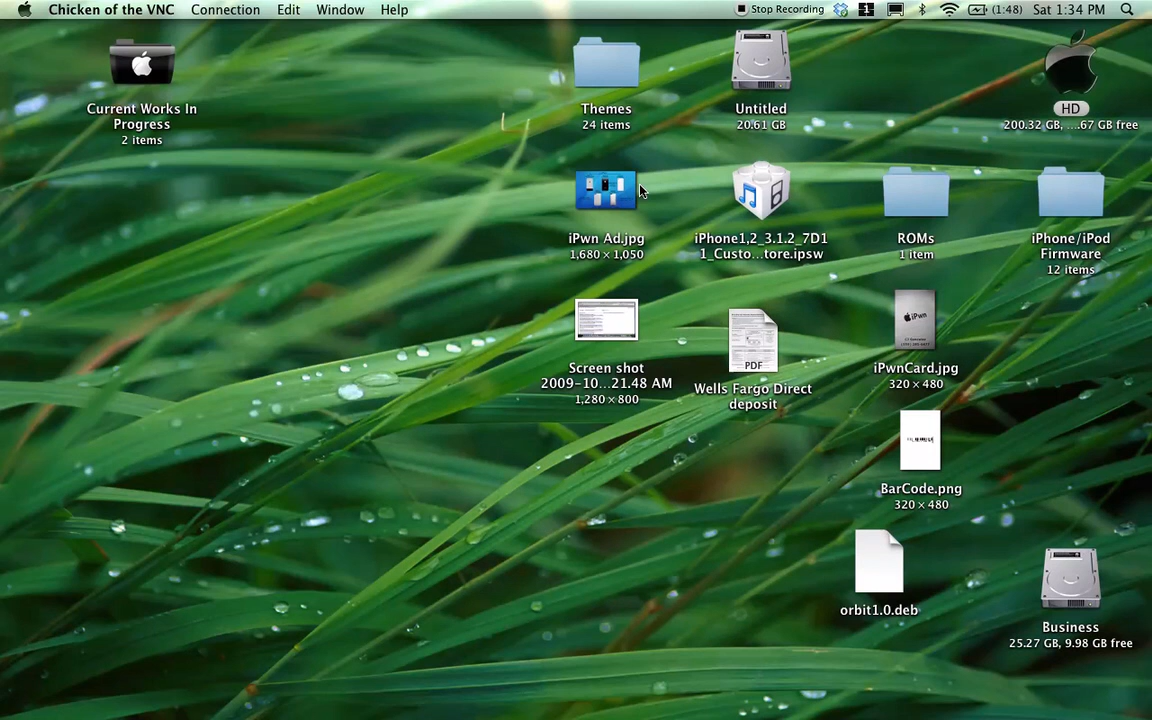 Chicken of the VNC Connection Edit Window Help Stop Recording 1 (1:48) Sat 1:34 PM
Current Works In
Progress
2 items
Themes
24 items
Untitled
20.61 GB
HD
200.32 GB, ....67 GB free
iPwn Ad.jpg
1,680 × 1,050
iPhone1,2_3.1.2_7D1
1_Custo...tore.ipsw
ROMs
1 item
iPhone/iPod
Firmware
12 items
Screen shot
2009-10...21.48 AM
1,280 × 800
PDF
Wells Fargo Direct
deposit
iPwn
iPwnCard.jpg
320 × 480
BarCode.png
320 × 480
orbit1.0.deb
Business
25.27 GB, 9.98 GB free